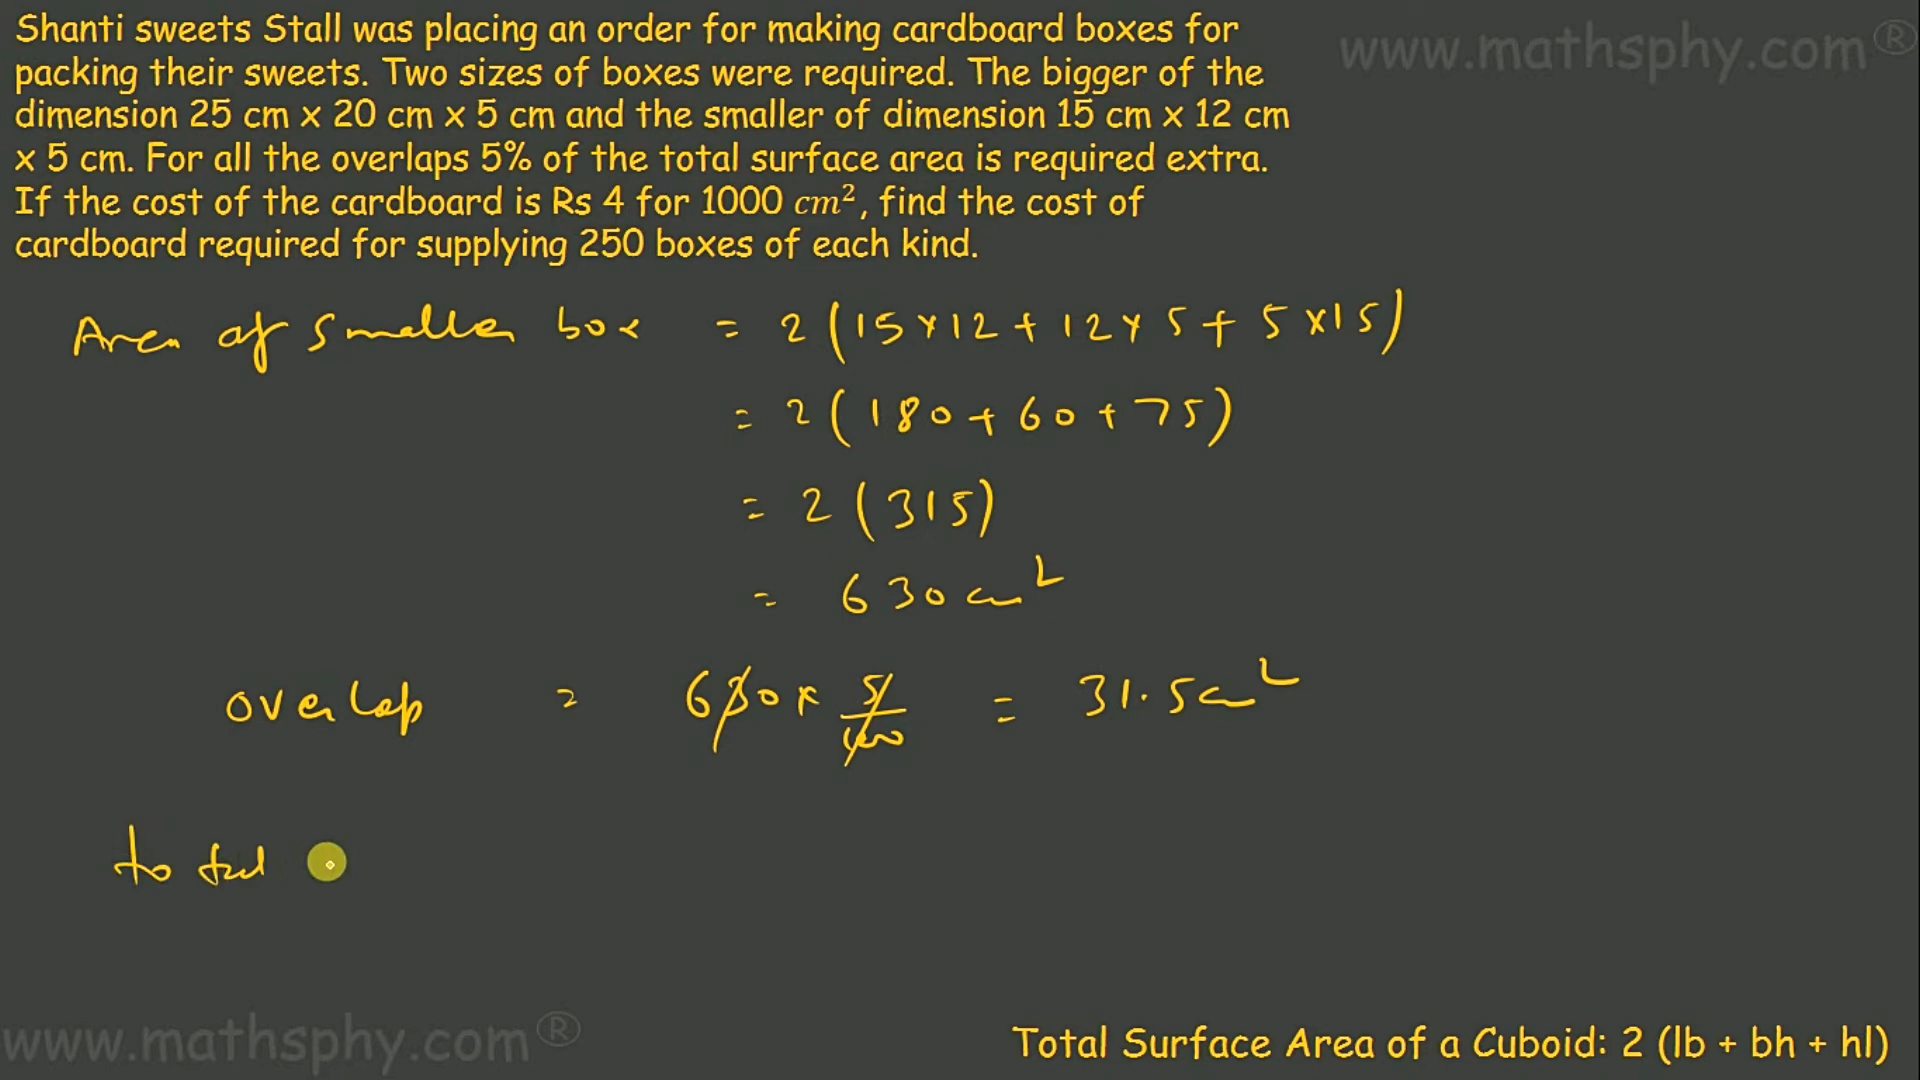 Shanti sweets Stall was placing an order for making cardboard boxes for
www.mathsphy.com®
packing their sweets. Two sizes of boxes were required. The bigger of the
dimension 25 cm x 20 cm x 5 cm and the smaller of dimension 15 cm x 12 cm
x 5 cm. For all the overlaps 5% of the total surface area is required extra.
If the cost of the cardboard is Rs 4 for 1000 cm², find the cost of
cardboard required for supplying 250 boxes of each kind.
Area of smaller box = 2 (15×12 + 12×5 + 5×15)
= 2 (180 + 60 + 75)
= 2 (315)
= 630 cm²
overlap = 630 × 5/100 = 31.5 cm²
total
www.mathsphy.com®
Total Surface Area of a Cuboid: 2 (lb + bh + hl)